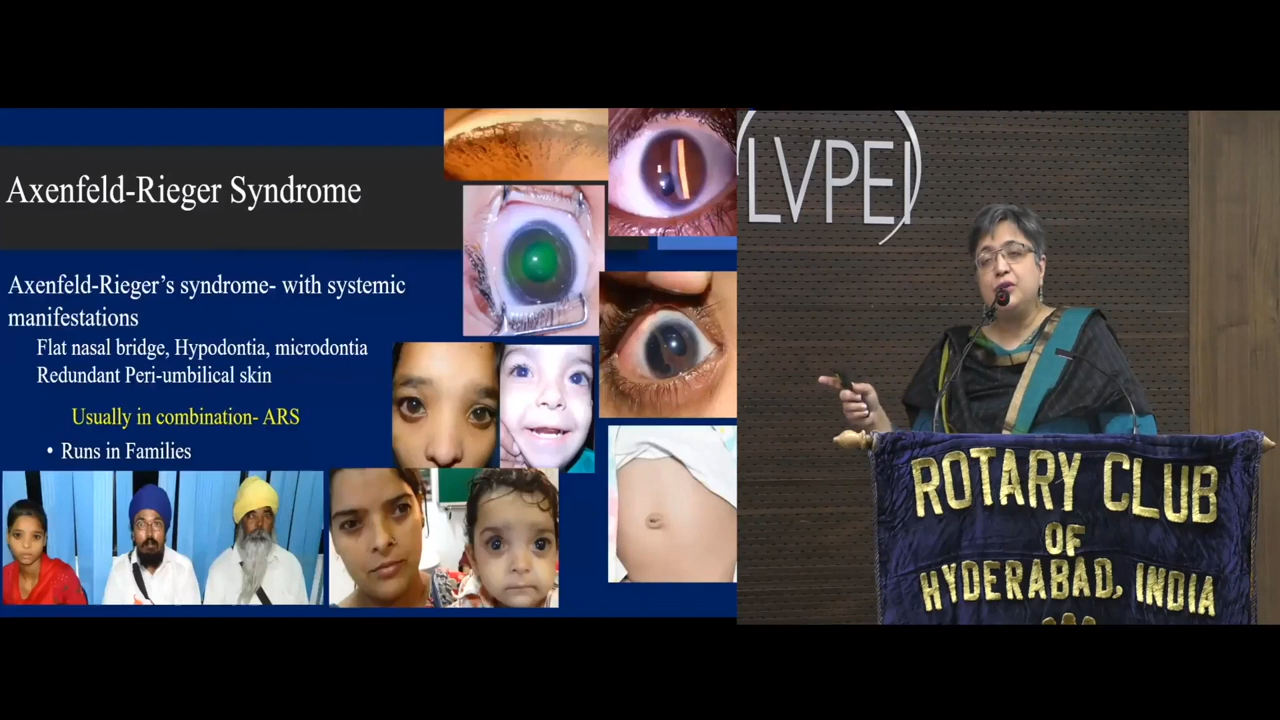 Axenfeld-Rieger Syndrome
Axenfeld-Rieger's syndrome- with systemic
manifestations
Flat nasal bridge, Hypodontia, microdontia
Redundant Peri-umbilical skin
Usually in combination- ARS
• Runs in Families
LVPEI
ROTARY CLUB
OF
HYDERABAD, INDIA